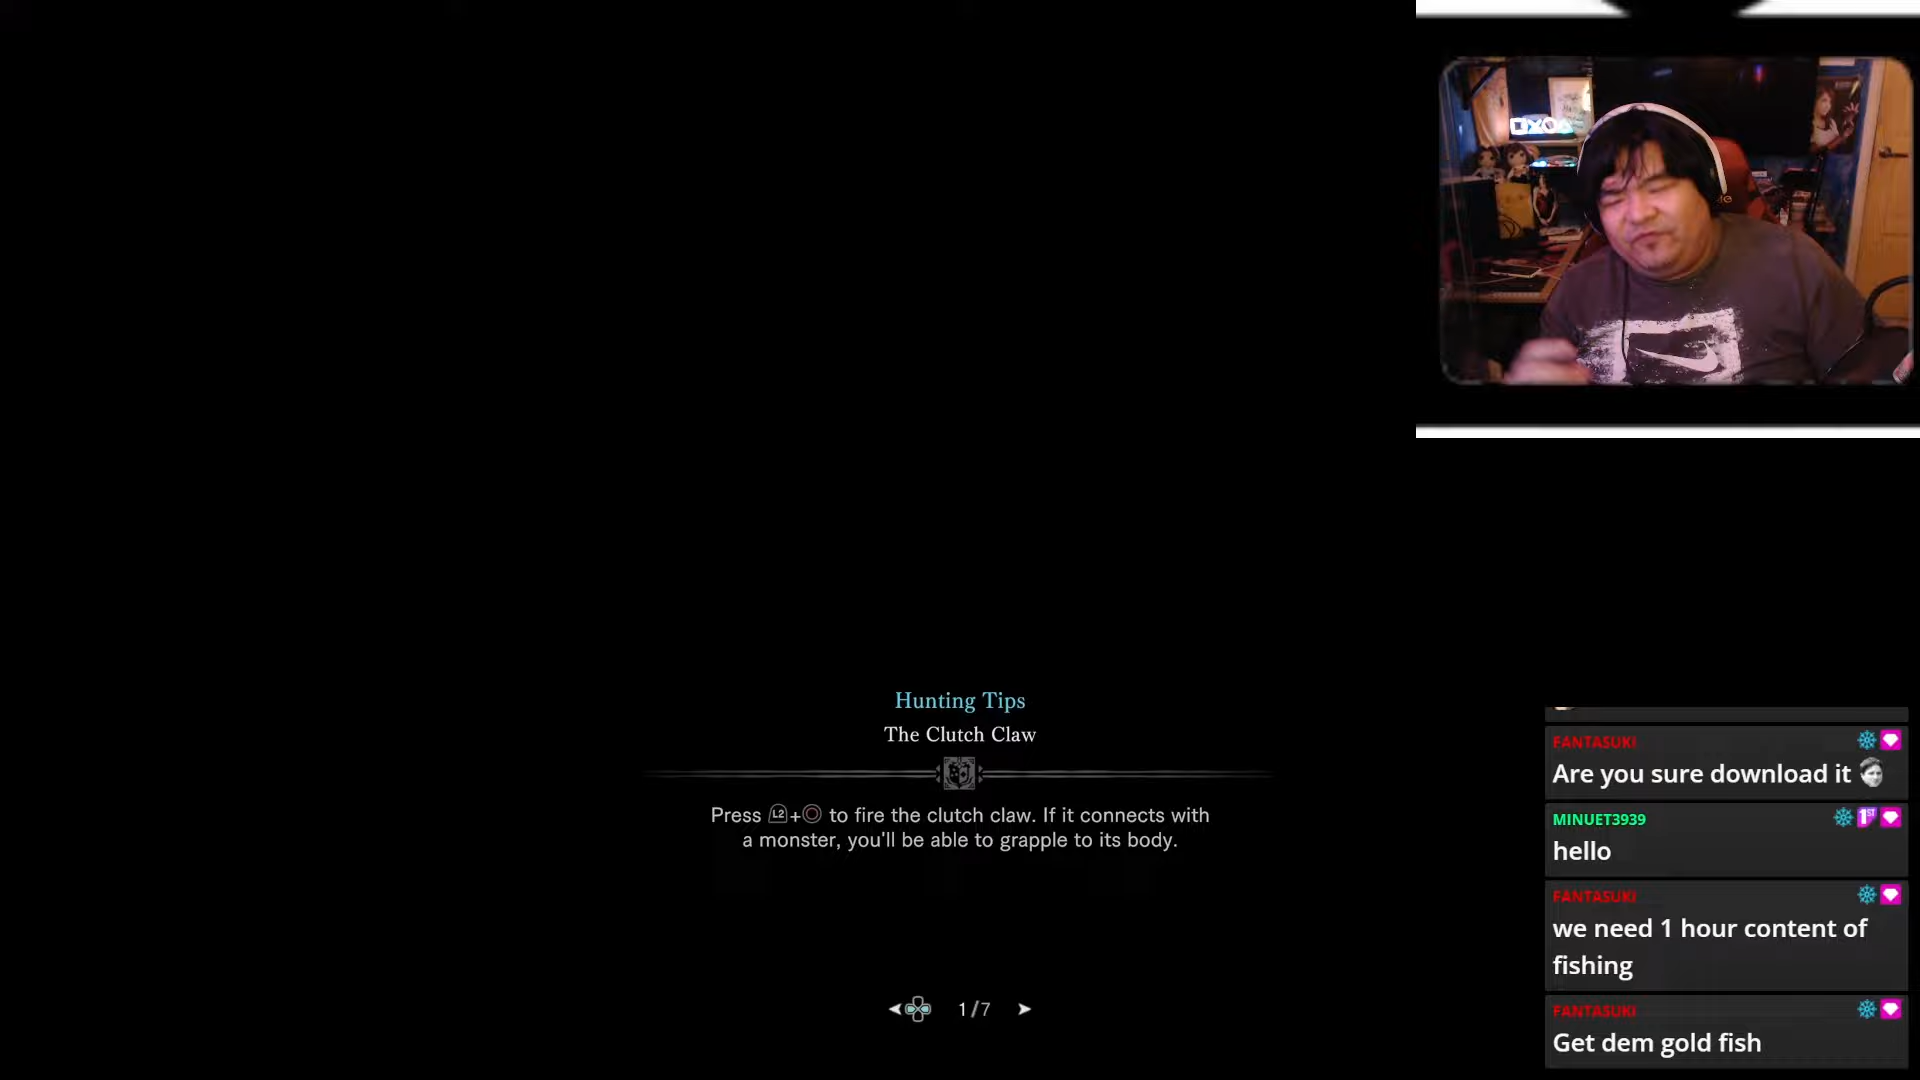 Hunting Tips
The Clutch Claw
Press L2+ to fire the clutch claw. If it connects with
a monster, you'll be able to grapple to its body.
1/7
FANTASUKI
Are you sure download it
MINUET3939
1ST
hello
FANTASUKI
we need 1 hour content of
fishing
FANTASUKI
Get dem gold fish